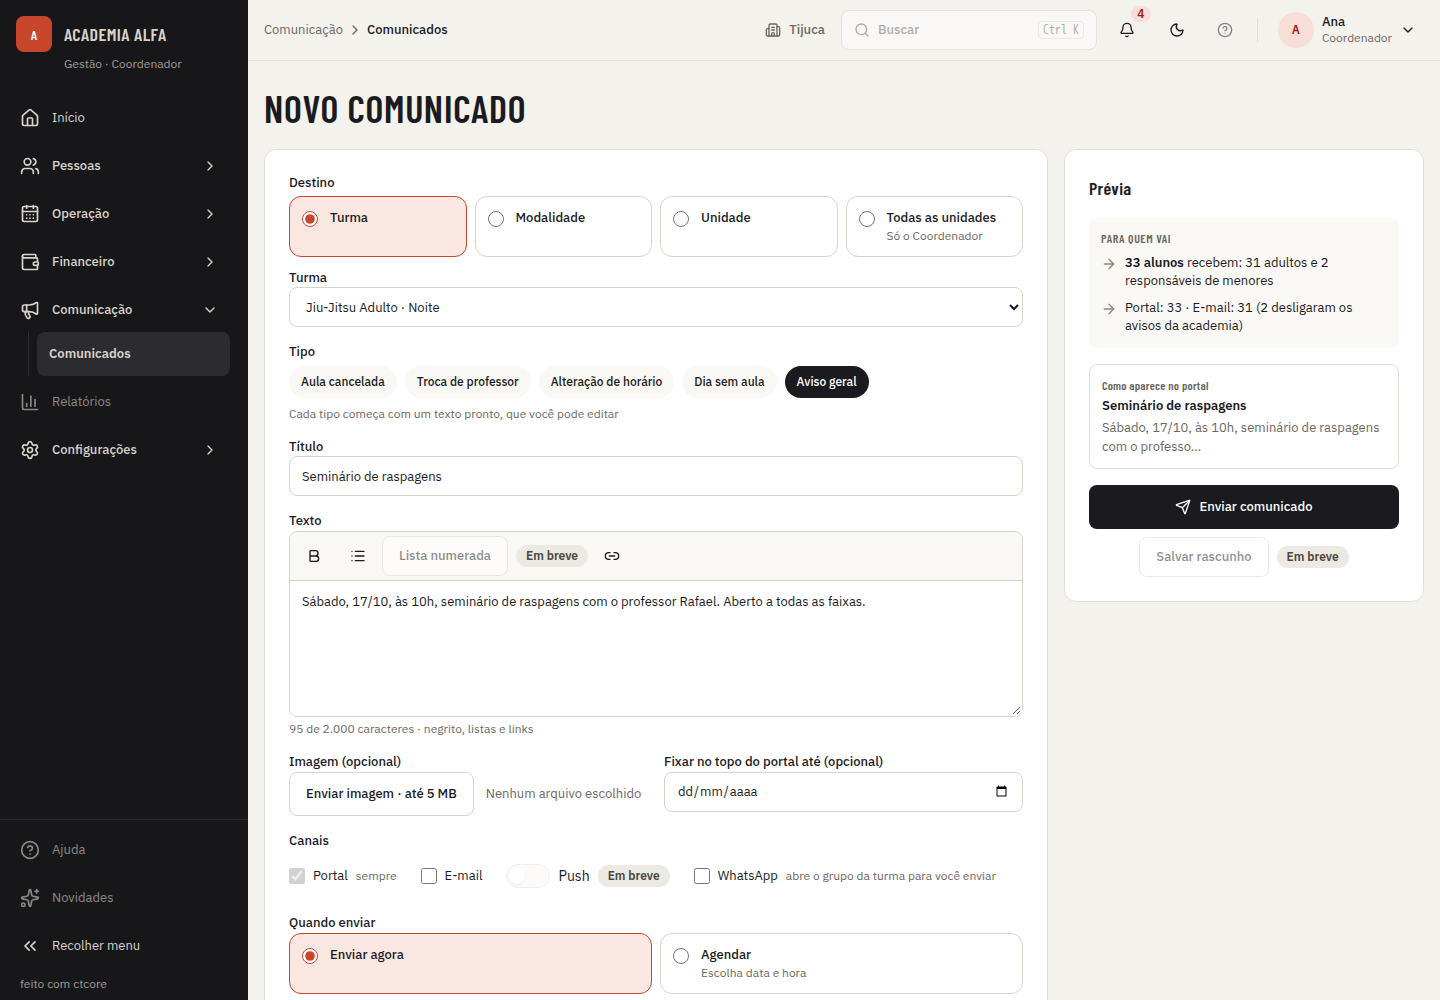 A
ACADEMIA ALFA
Gestão · Coordenador
Início
Pessoas
Operação
Financeiro
Comunicação
Comunicados
Relatórios
Configurações
Ajuda
Novidades
Recolher menu
feito com ctcore
Comunicação > Comunicados
Tijuca
Buscar
Ctrl K
4
A
Ana
Coordenador
NOVO COMUNICADO
Destino
Turma
Modalidade
Unidade
Todas as unidades
Só o Coordenador
Turma
Jiu-Jitsu Adulto · Noite
Tipo
Aula cancelada
Troca de professor
Alteração de horário
Dia sem aula
Aviso geral
Cada tipo começa com um texto pronto, que você pode editar
Título
Seminário de raspagens
Texto
B
Lista numerada
Em breve
Sábado, 17/10, às 10h, seminário de raspagens com o professor Rafael. Aberto a todas as faixas.
95 de 2.000 caracteres · negrito, listas e links
Imagem (opcional)
Enviar imagem · até 5 MB
Nenhum arquivo escolhido
Fixar no topo do portal até (opcional)
dd/mm/aaaa
Canais
Portal sempre
E-mail
Push
Em breve
WhatsApp abre o grupo da turma para você enviar
Quando enviar
Enviar agora
Agendar
Escolha data e hora
Prévia
PARA QUEM VAI
33 alunos recebem: 31 adultos e 2
responsáveis de menores
Portal: 33 · E-mail: 31 (2 desligaram os
avisos da academia)
Como aparece no portal
Seminário de raspagens
Sábado, 17/10, às 10h, seminário de raspagens
com o professo...
Enviar comunicado
Salvar rascunho
Em breve